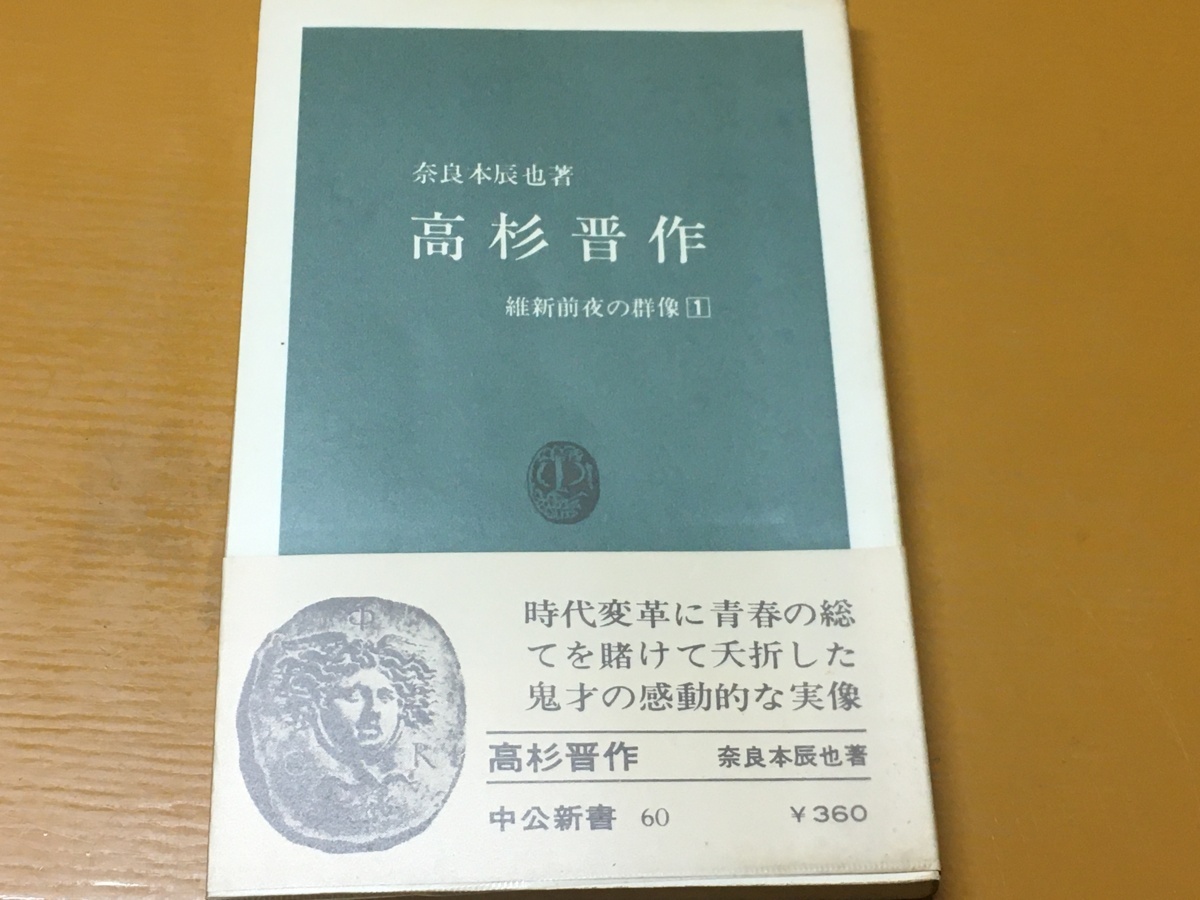 奈良本辰也著
高杉晋作
維新前夜の群像1
時代変革に青春の総
てを賭けて夭折した
鬼才の感動的な実像
高杉晋作 奈良本辰也著
中公新書 60 ￥360